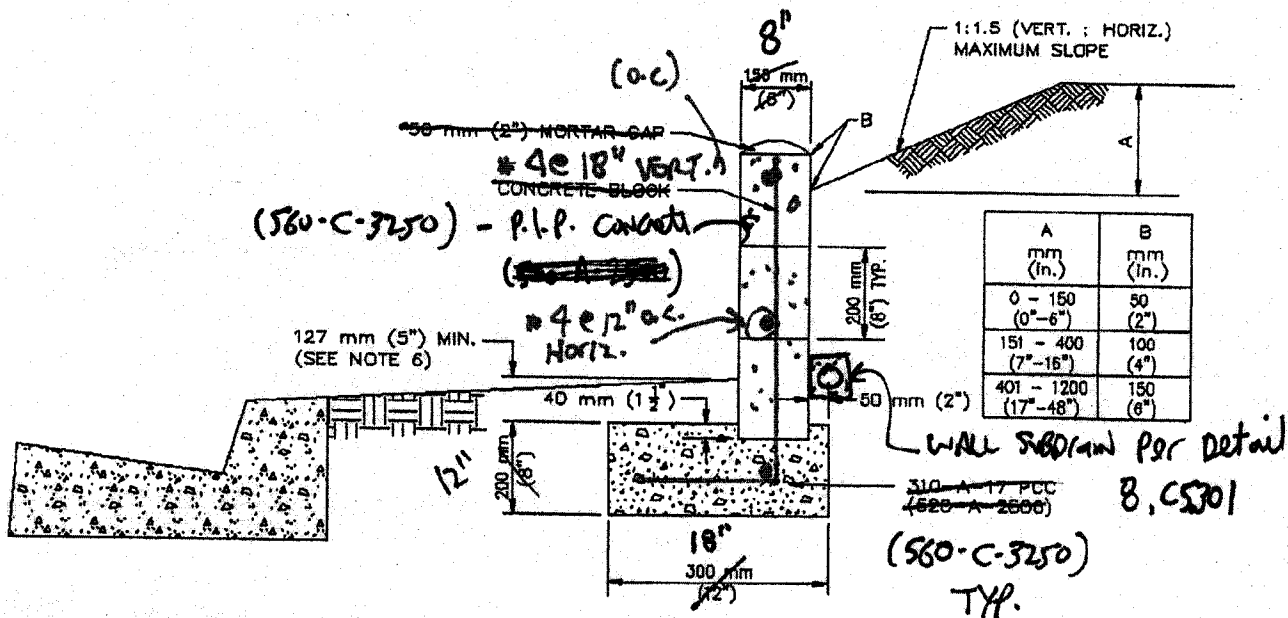 8"
150 mm
(6")
(o.c)
1:1.5 (VERT. : HORIZ.)
MAXIMUM SLOPE
B
A
*50 mm (2") MORTAR CAP
# 4 @ 18" VERT.
CONCRETE BLOCK
(560-C-3250) - P.I.P. Concrete
# 4 @ 12" o.c.
Horiz.
200 mm
(8") TYP.
A
mm
(in.)
B
mm
(in.)
0 - 150
(0"-6")
50
(2")
151 - 400
(7"-16")
100
(4")
401 - 1200
(17"-48")
150
(6")
127 mm (5") MIN.
(SEE NOTE 6)
40 mm (1 1/2")
50 mm (2")
12"
200 mm
(8")
WALL SUBDrain Per Detail
8, C5301
310-A-17 PCC
(520-A-2500)
(560-C-3250)
TYP.
18"
300 mm
(12")